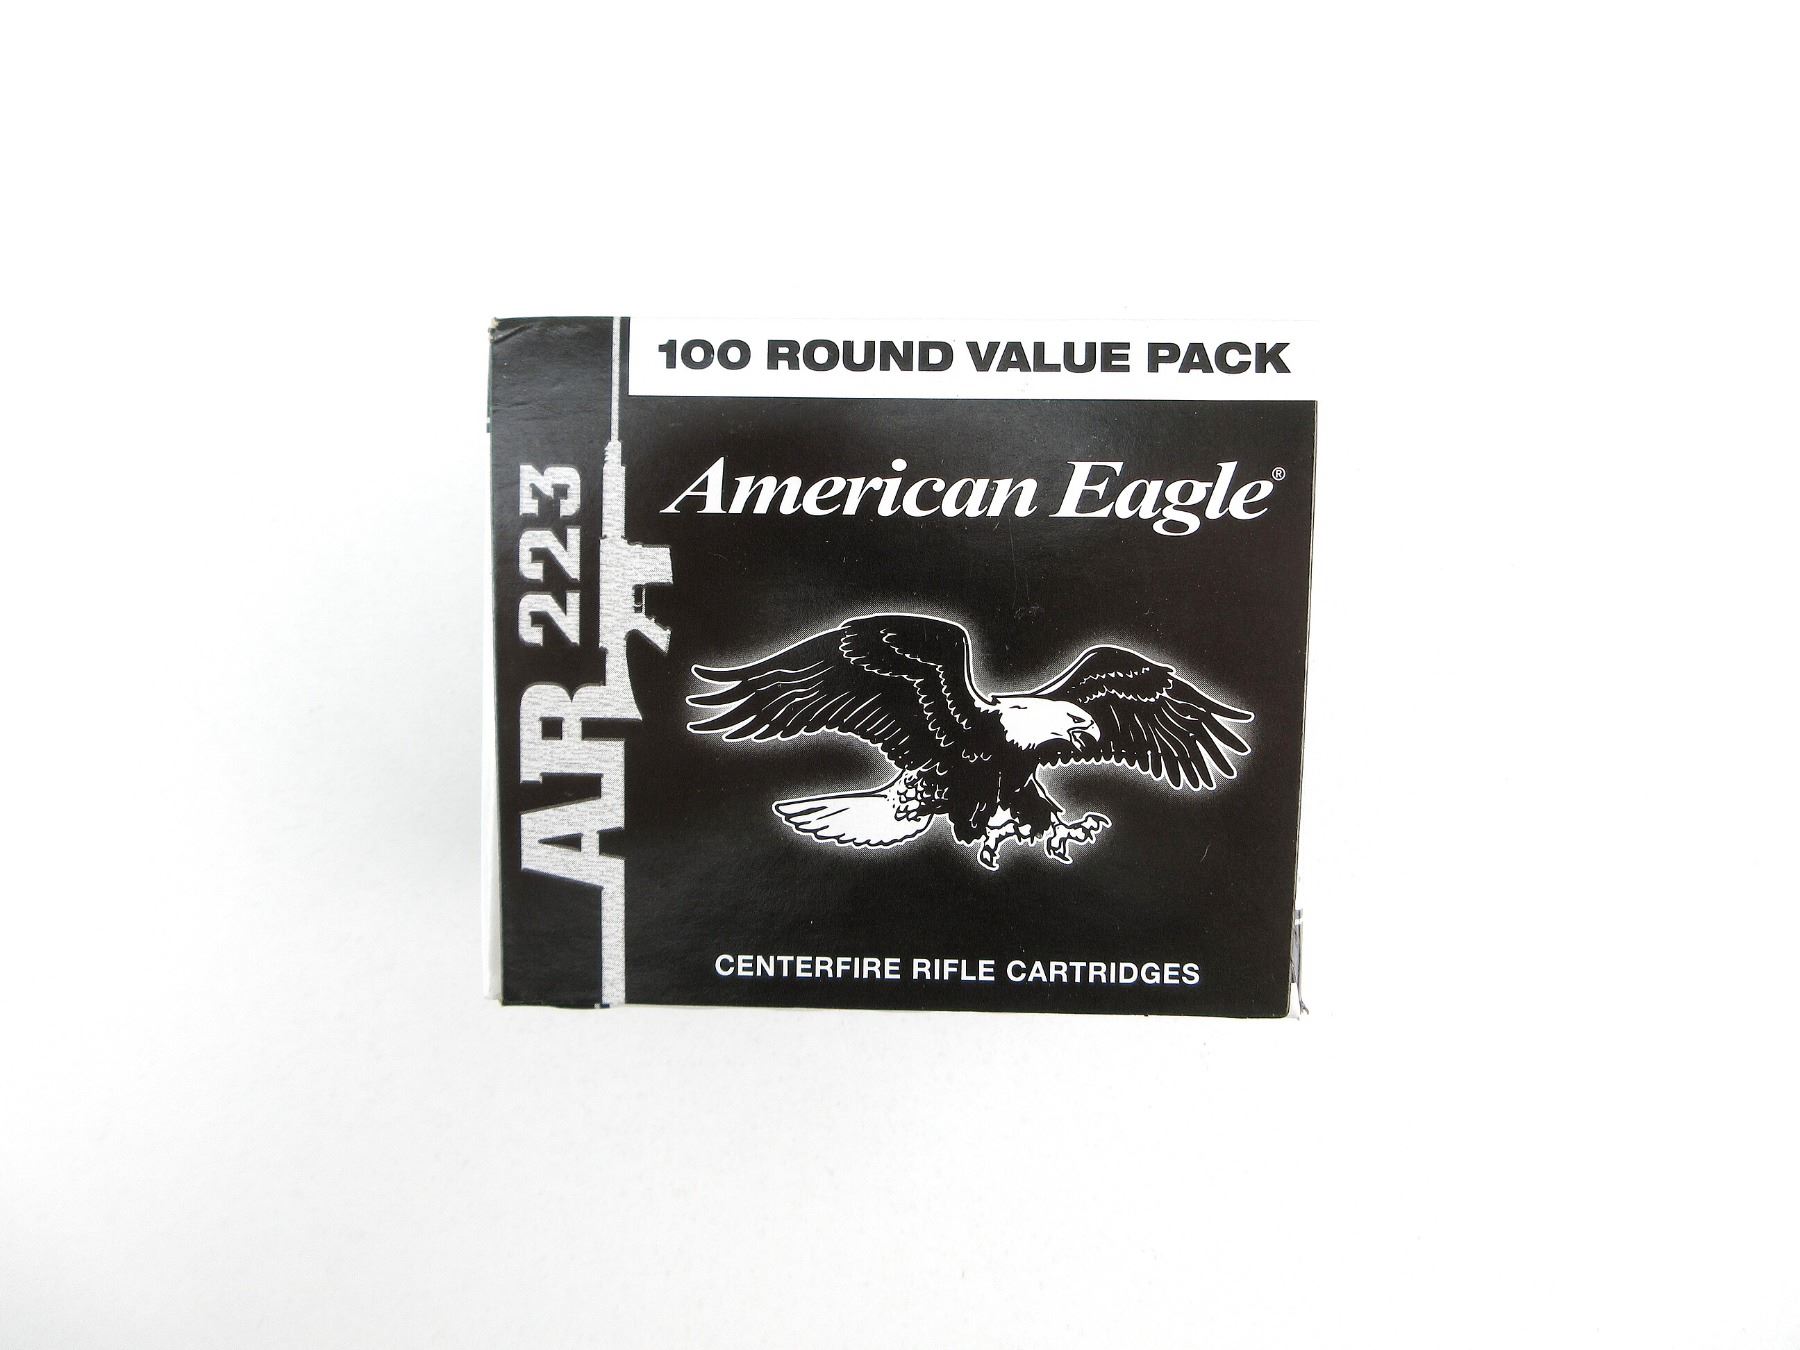 100 ROUND VALUE PACK
American Eagle®
AR 223
CENTERFIRE RIFLE CARTRIDGES